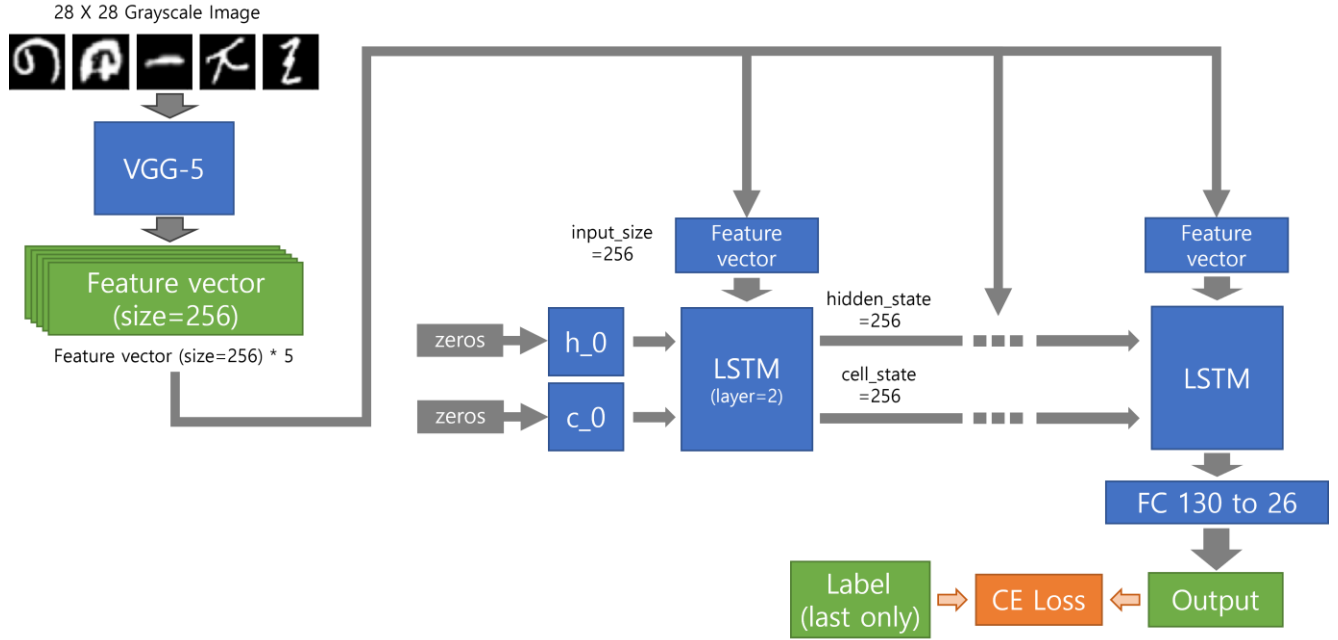 28 X 28 Grayscale Image
VGG-5
Feature vector
(size=256)
Feature vector (size=256) * 5
input_size
=256
Feature
vector
Feature
vector
zeros
h_0
zeros
c_0
LSTM
(layer=2)
hidden_state
=256
cell_state
=256
LSTM
FC 130 to 26
Label
(last only)
CE Loss
Output